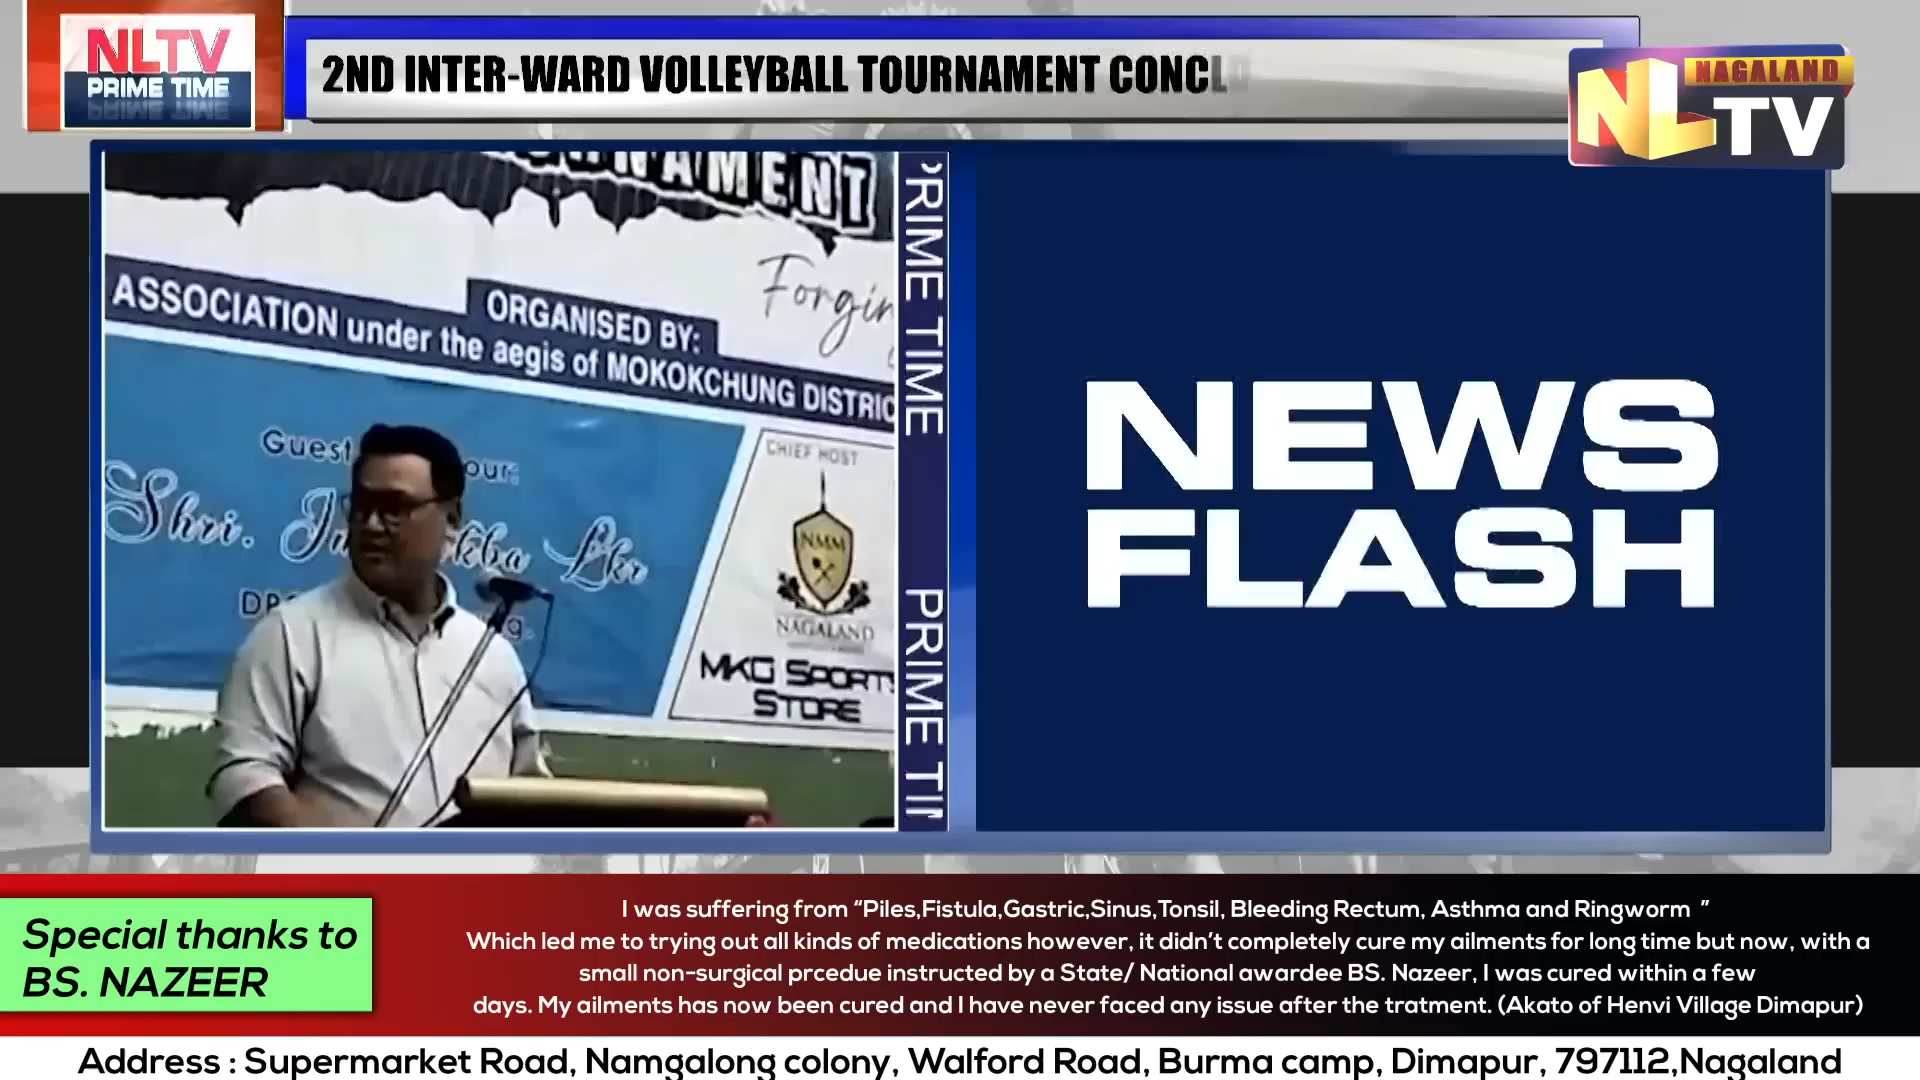 NLTV
PRIME TIME
2ND INTER-WARD VOLLEYBALL TOURNAMENT CONCL
NAGALAND
NL TV
NAMENT
ORGANISED BY:
ASSOCIATION under the aegis of MOKOKCHUNG DISTRIC
Guest
our:
Shri.
kba Lkr
CHIEF HOST
NMM
NAGALAND
MKG SPORTS
STORE
PRIME TIME
PRIME TI
NEWS
FLASH
Special thanks to
BS. NAZEER
I was suffering from “Piles,Fistula,Gastric,Sinus,Tonsil, Bleeding Rectum, Asthma and Ringworm ”
Which led me to trying out all kinds of medications however, it didn’t completely cure my ailments for long time but now, with a
small non-surgical prcedue instructed by a State/ National awardee BS. Nazeer, I was cured within a few
days. My ailments has now been cured and I have never faced any issue after the tratment. (Akato of Henvi Village Dimapur)
Address : Supermarket Road, Namgalong colony, Walford Road, Burma camp, Dimapur, 797112,Nagaland